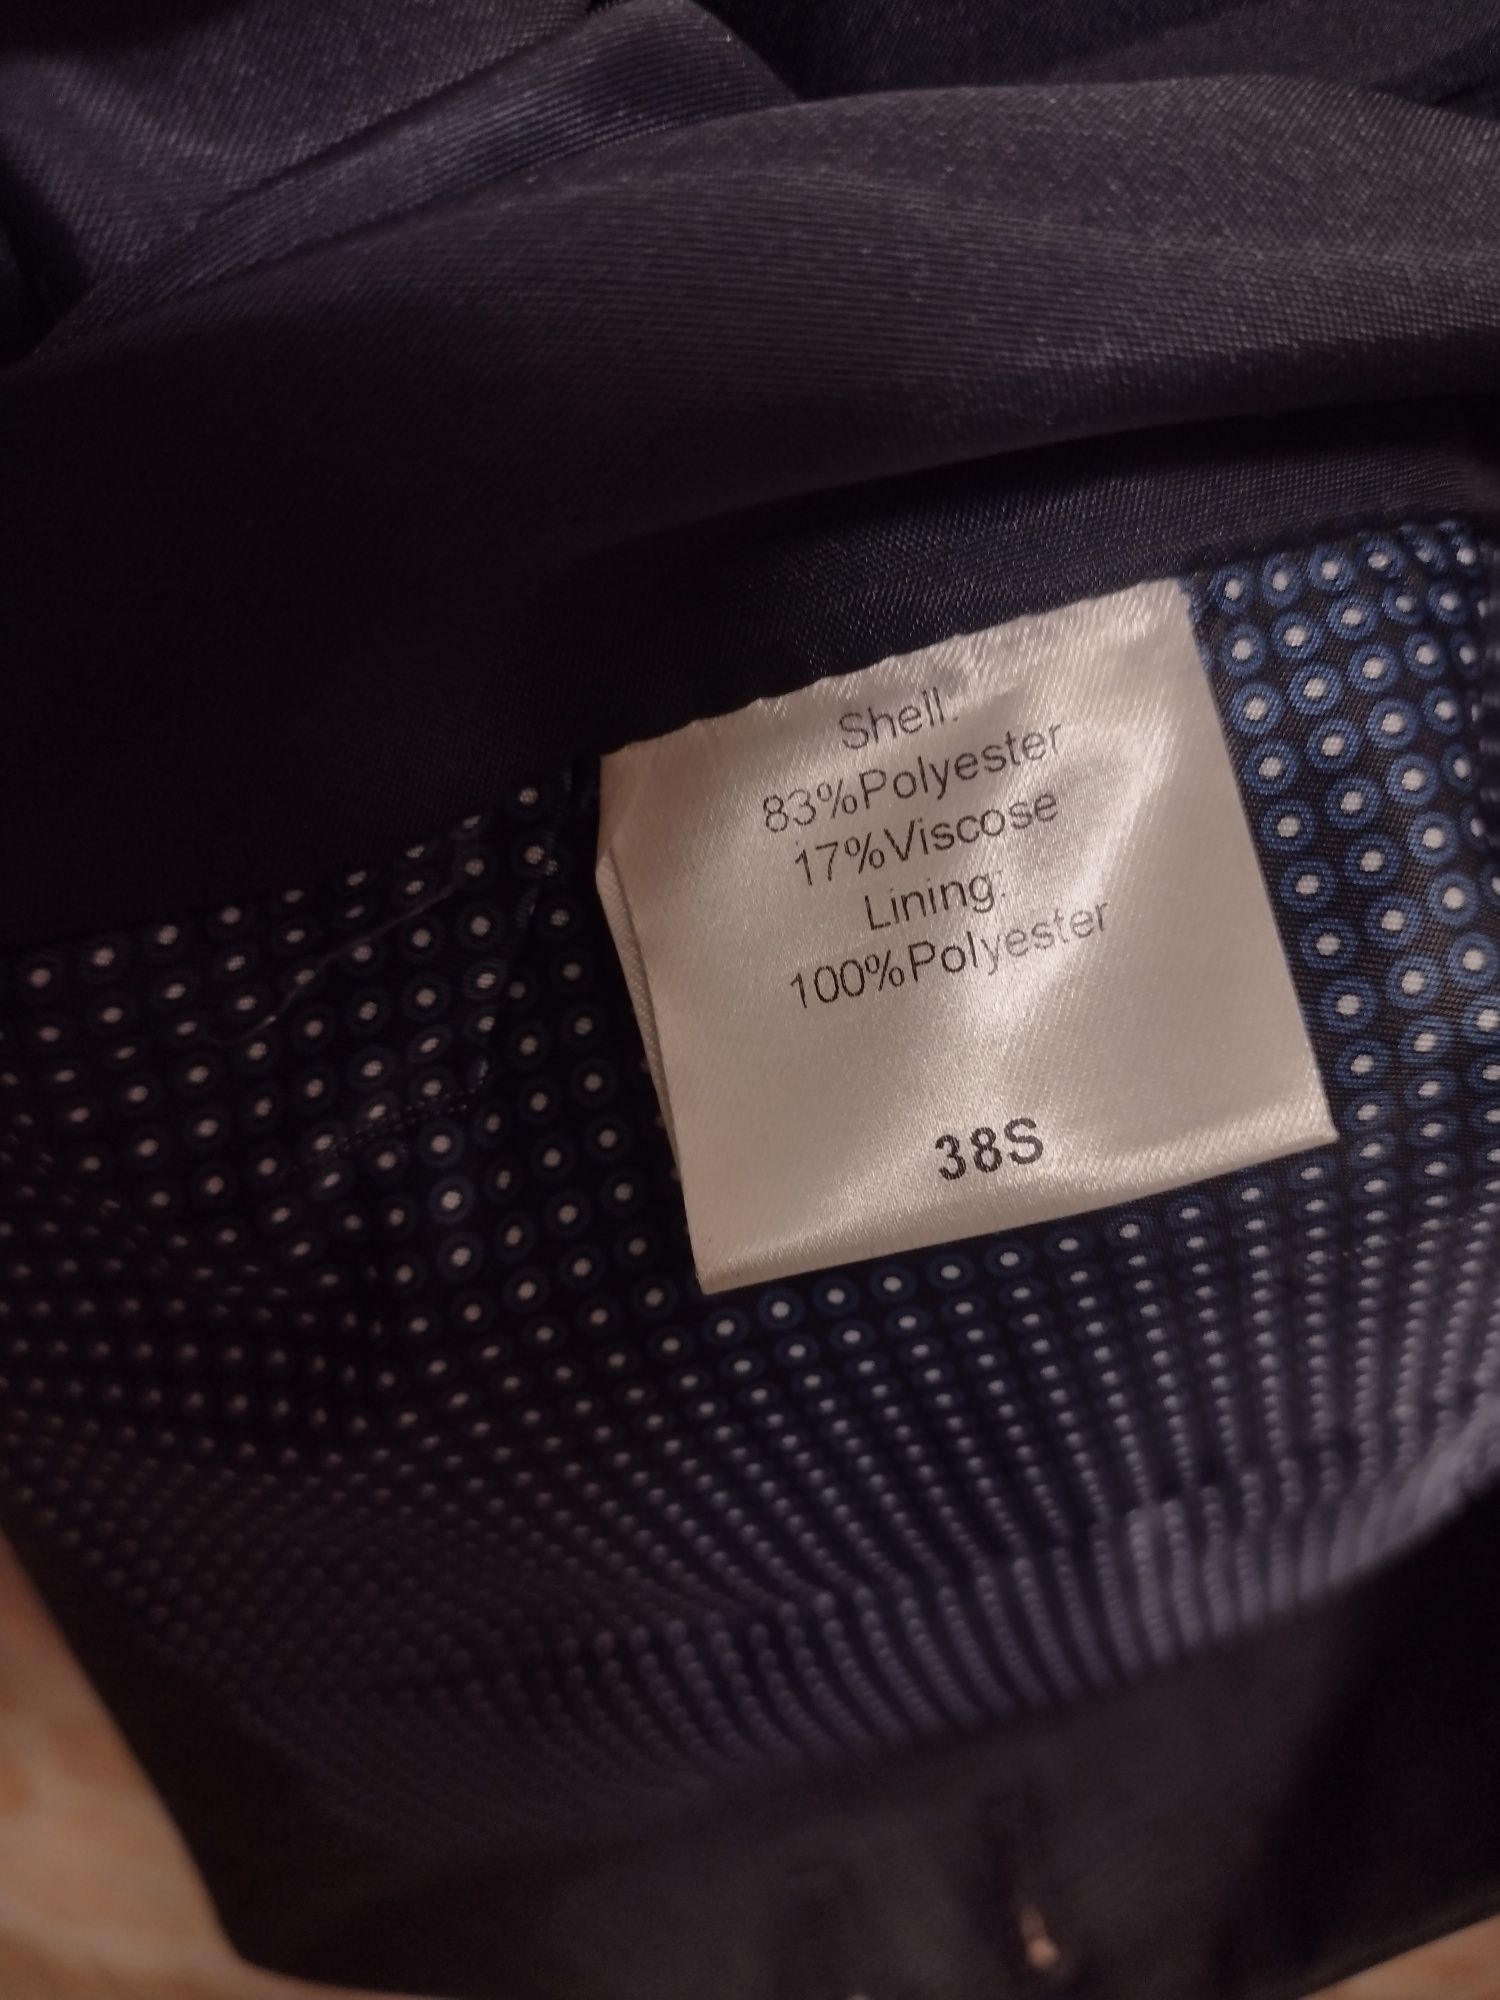 Shell:
83%Polyester
17%Viscose
Lining:
100%Polyester
38S